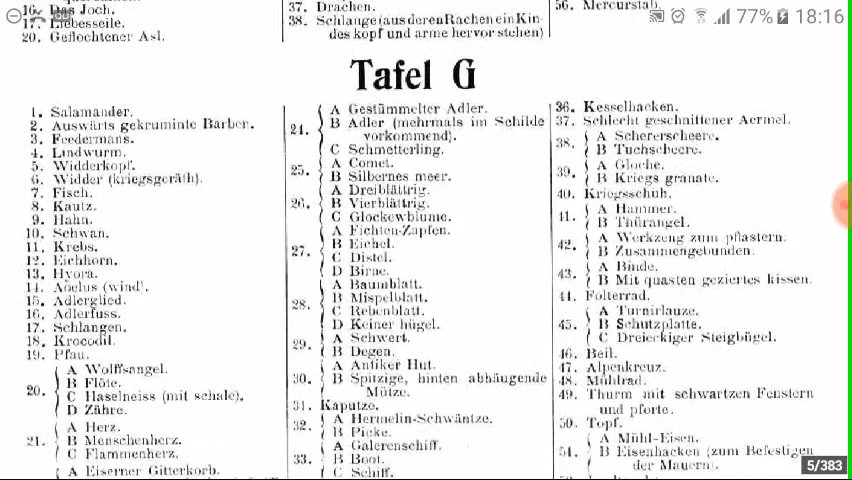 18:16
77%
16. Das Joch.
17. Liebesseile.
20. Geflochtener Asl.
37. Drachen.
38. Schlange (aus deren Rachen ein Kin-
des kopf und arme hervor stehen)
56. Mercurstab.
Tafel G
1. Salamander.
2. Auswärts gekruminte Barber.
3. Feedermans.
4. Lindwurm.
5. Widderkopf.
6. Widder (kriegsgeräth).
7. Fisch.
8. Kautz.
9. Hahn.
10. Schwan.
11. Krebs.
12. Eichhorn.
13. Hyora.
14. Aoelus (wind).
15. Adlerglied.
16. Adlerfuss.
17. Schlangen.
18. Krocodil.
19. Pfau.
20.
A Wolffsangel.
B Flöte.
C Haselneiss (mit schale).
D Zähre.
21.
A Herz.
B Menschenherz.
C Flammenherz.
A Eiserner Gitterkorb.
24.
A Gestümmelter Adler.
B Adler (mehrmals im Schilde
vorkommend).
C Schmetterling.
25.
A Comet.
B Silbernes meer.
26.
A Dreiblättrig.
B Vierblättrig.
C Glockewblume.
27.
A Fichten-Zapfen.
B Eichel.
C Distel.
D Birne.
28.
A Baumblatt.
B Mispelblatt.
C Rebenblatt.
D Keiner hügel.
29.
A Schwert.
B Degen.
30.
A Antiker Hut.
B Spitzige, hinten abhäugende
Mütze.
31. Kaputze.
32.
A Hermelin-Schwäntze.
B Picke.
33.
A Galerenschiff.
B Boot.
C Schiff.
36. Kesselhacken.
37. Schlecht geschnittener Aermel.
38.
A Schererscheere.
B Tuchscheere.
39.
A Gloche.
B Kriegs granate.
40. Kriegsschuh.
41.
A Hammer.
B Thürangel.
42.
A Werkzeng zum pflastern.
B Zusammengebunden.
43.
A Binde.
B Mit quasten geziertes kissen.
44. Folterrad.
45.
A Turnirlauze.
B Schutzplatte.
C Dreieckiger Steigbügel.
46. Beil.
47. Alpenkreuz.
48. Mühlrad.
49. Thurm mit schwartzen Fenstern
und pforte.
50. Topf.
51.
A Mühl-Eisen.
B Eisenhacken (zum Befestigen
der Mauern).
5/383